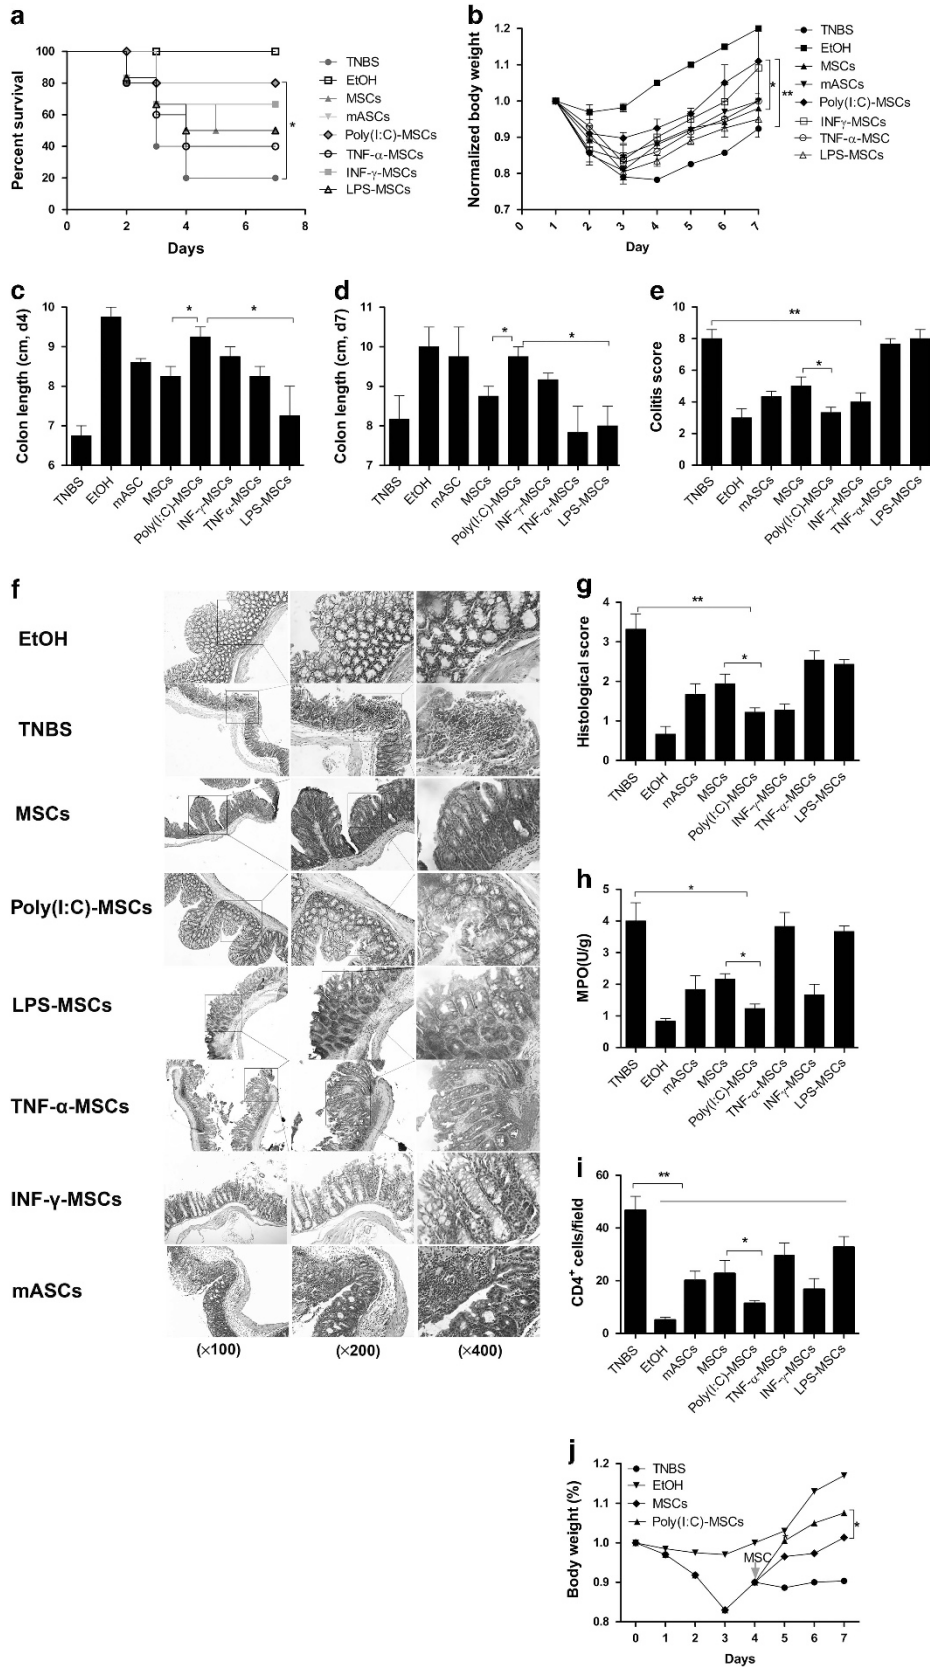 a
Percent survival
100
80
60
40
20
0
0
2
4
6
8
Days
*
TNBS
EtOH
MSCs
mASCs
Poly(I:C)-MSCs
TNF-α-MSCs
INF-γ-MSCs
LPS-MSCs
b
Normalized body weight
1.2
1.1
1.0
0.9
0.8
0.7
0
1
2
3
4
5
6
7
Day
*
**
TNBS
EtOH
MSCs
mASCs
Poly(I:C)-MSCs
INFγ-MSCs
TNF-α-MSC
LPS-MSCs
c
Colon length (cm, d4)
10
9
8
7
6
*
*
TNBS
EtOH
mASC
MSCs
Poly(I:C)-MSCs
INF-γ-MSCs
TNFα-MSCs
LPS-MSCs
d
Colon length (cm, d7)
11
10
9
8
7
*
*
TNBS
EtOH
mASC
MSCs
Poly(I:C)-MSCs
INF-γ-MSCs
TNF-α-MSCs
LPS-MSCs
e
Colitis score
10
8
6
4
2
0
**
*
TNBS
EtOH
mASCs
MSCs
Poly(I:C)-MSCs
INF-γ-MSCs
TNF-α-MSCs
LPS-MSCs
f
EtOH
TNBS
MSCs
Poly(I:C)-MSCs
LPS-MSCs
TNF-α-MSCs
INF-γ-MSCs
mASCs
(×100)
(×200)
(×400)
g
Histological score
4
3
2
1
0
**
*
TNBS
EtOH
mASCs
MSCs
Poly(I:C)-MSCs
INF-γ-MSCs
TNF-α-MSCs
LPS-MSCs
h
MPO(U/g)
5
4
3
2
1
0
*
*
TNBS
EtOH
mASCs
MSCs
Poly(I:C)-MSCs
TNF-α-MSCs
INF-γ-MSCs
LPS-MSCs
i
CD4+ cells/field
60
40
20
0
**
*
TNBS
EtOH
mASCs
MSCs
Poly(I:C)-MSCs
TNF-α-MSCs
INF-γ-MSCs
LPS-MSCs
j
Body weight (%)
1.2
1.1
1.0
0.9
0.8
TNBS
EtOH
MSCs
Poly(I:C)-MSCs
MSC
*
0
1
2
3
4
5
6
7
Days